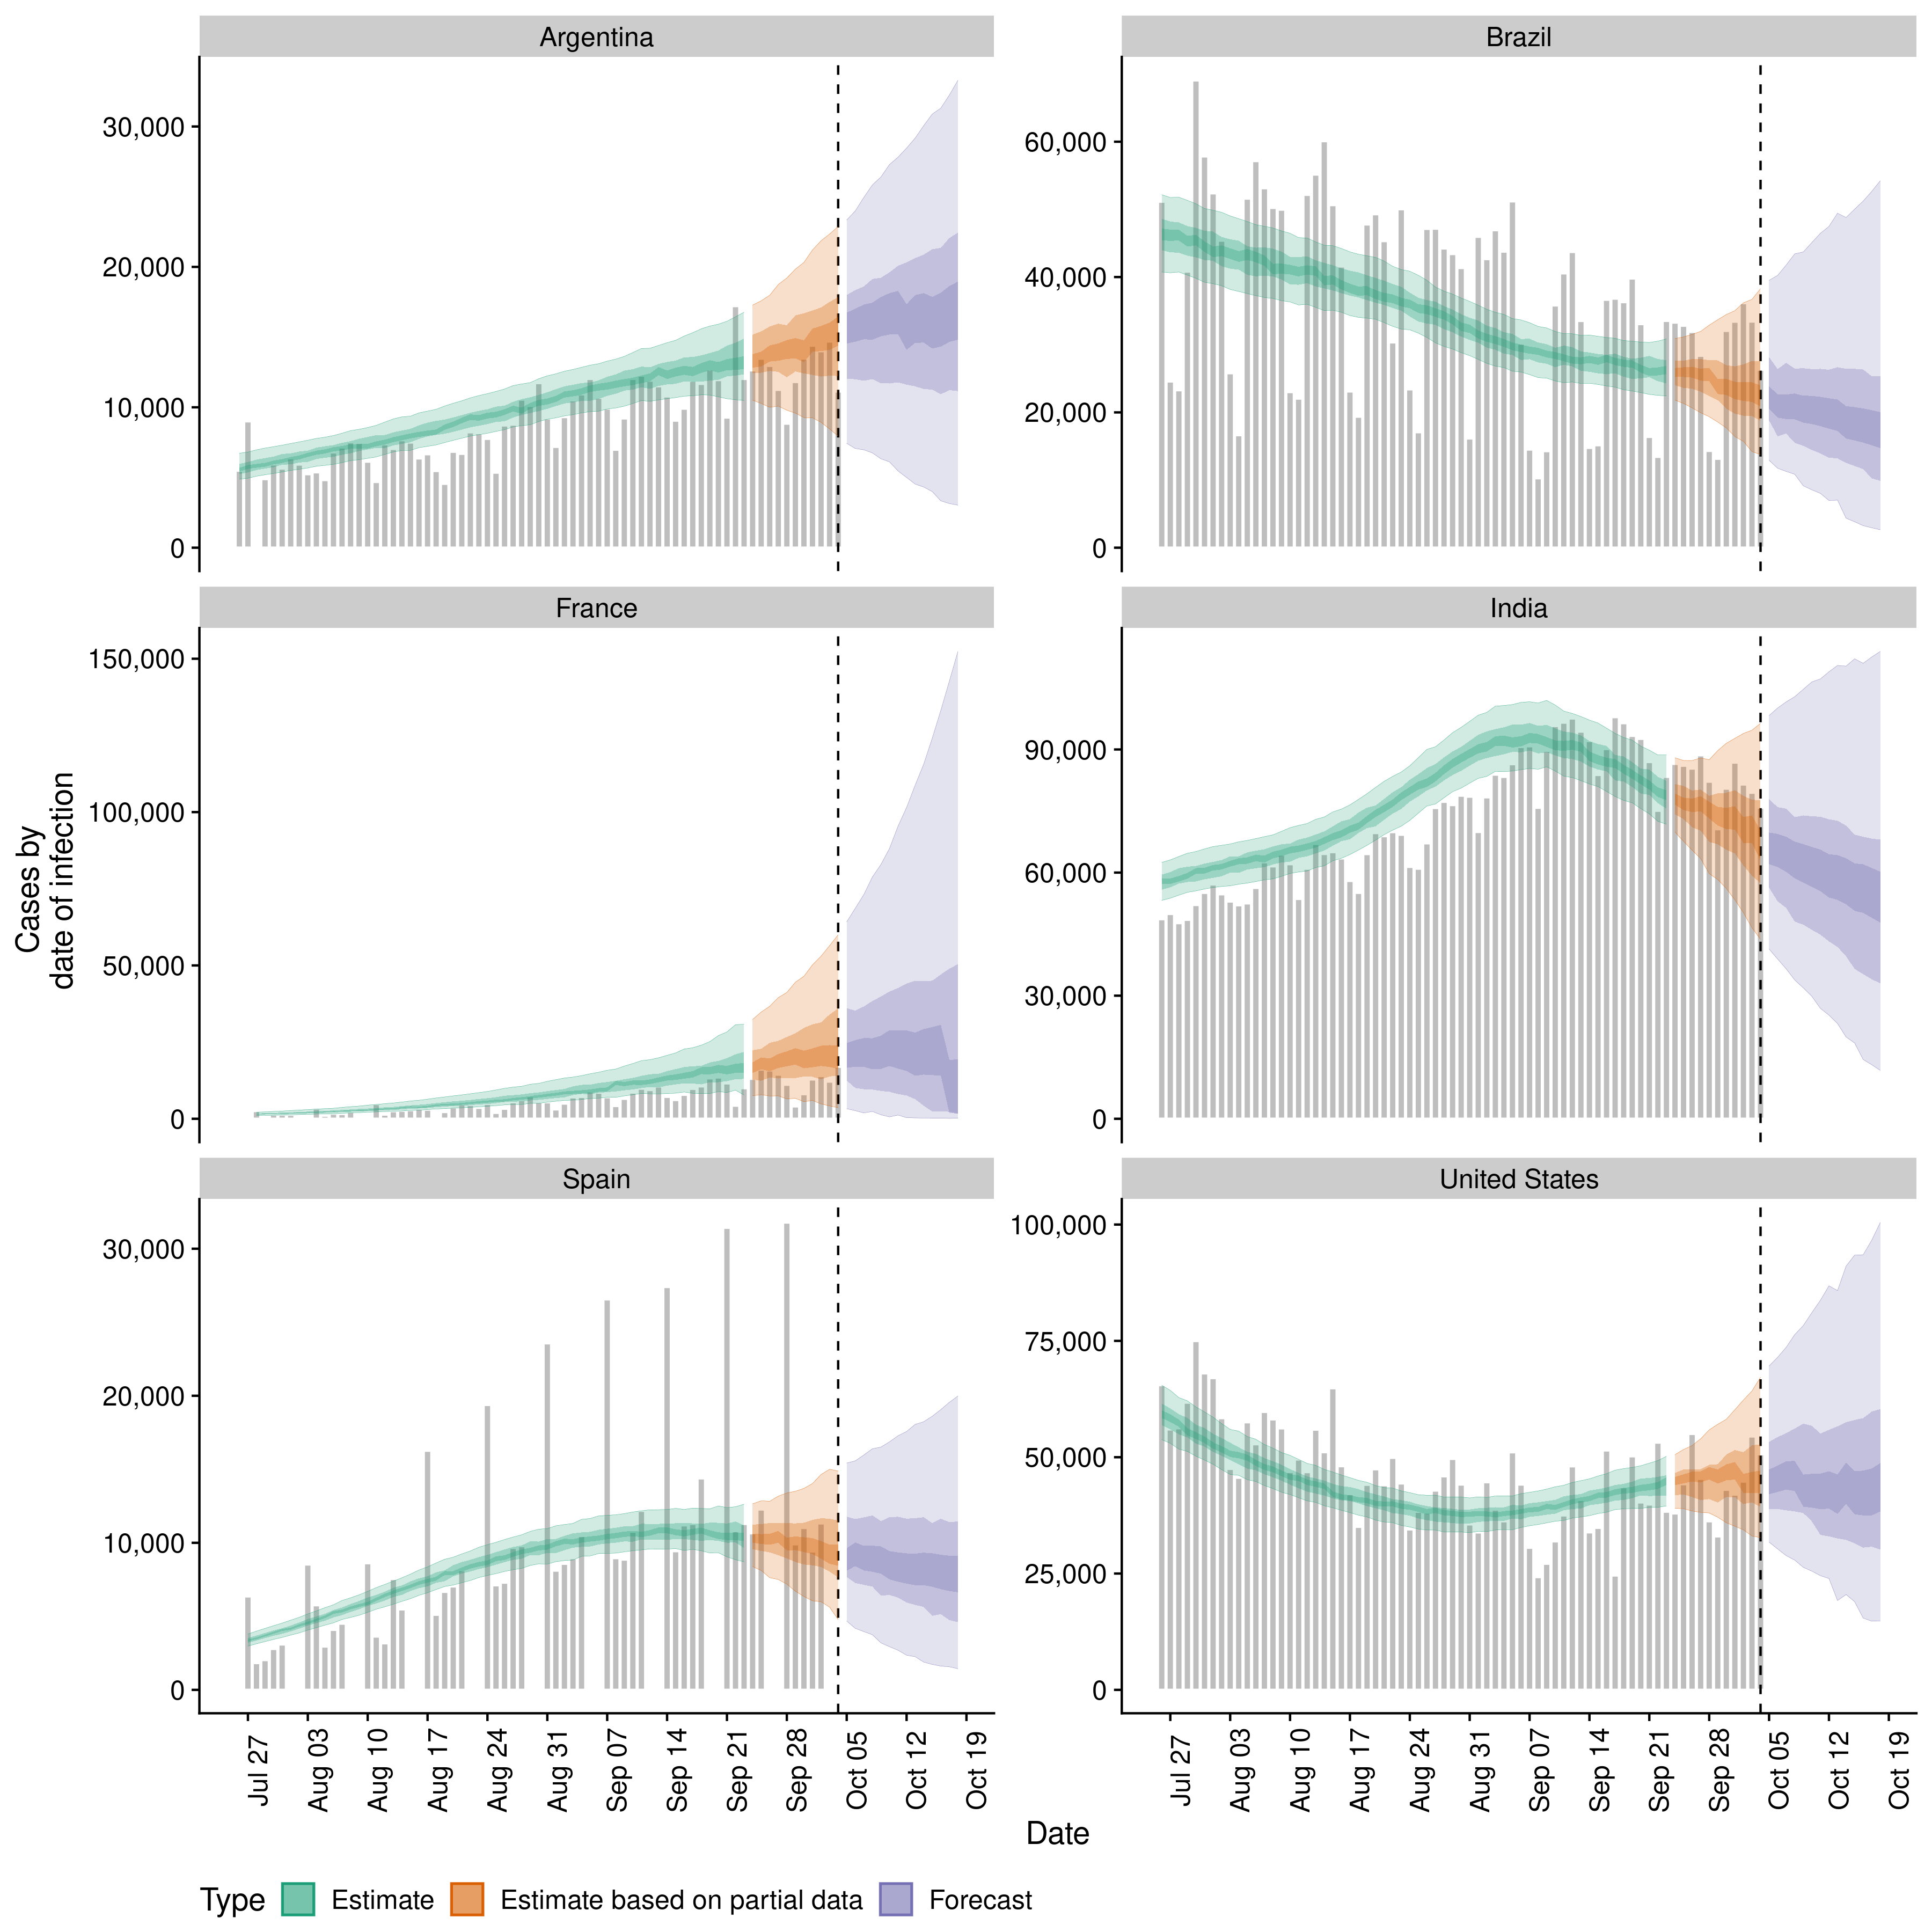 Argentina
Brazil
30,000
20,000
10,000
0
60,000
40,000
20,000
0
France
India
150,000
100,000
50,000
0
90,000
60,000
30,000
0
Spain
United States
30,000
20,000
10,000
0
100,000
75,000
50,000
25,000
0
Cases by
date of infection
Jul 27
Aug 03
Aug 10
Aug 17
Aug 24
Aug 31
Sep 07
Sep 14
Sep 21
Sep 28
Oct 05
Oct 12
Oct 19
Jul 27
Aug 03
Aug 10
Aug 17
Aug 24
Aug 31
Sep 07
Sep 14
Sep 21
Sep 28
Oct 05
Oct 12
Oct 19
Date
Type Estimate Estimate based on partial data Forecast